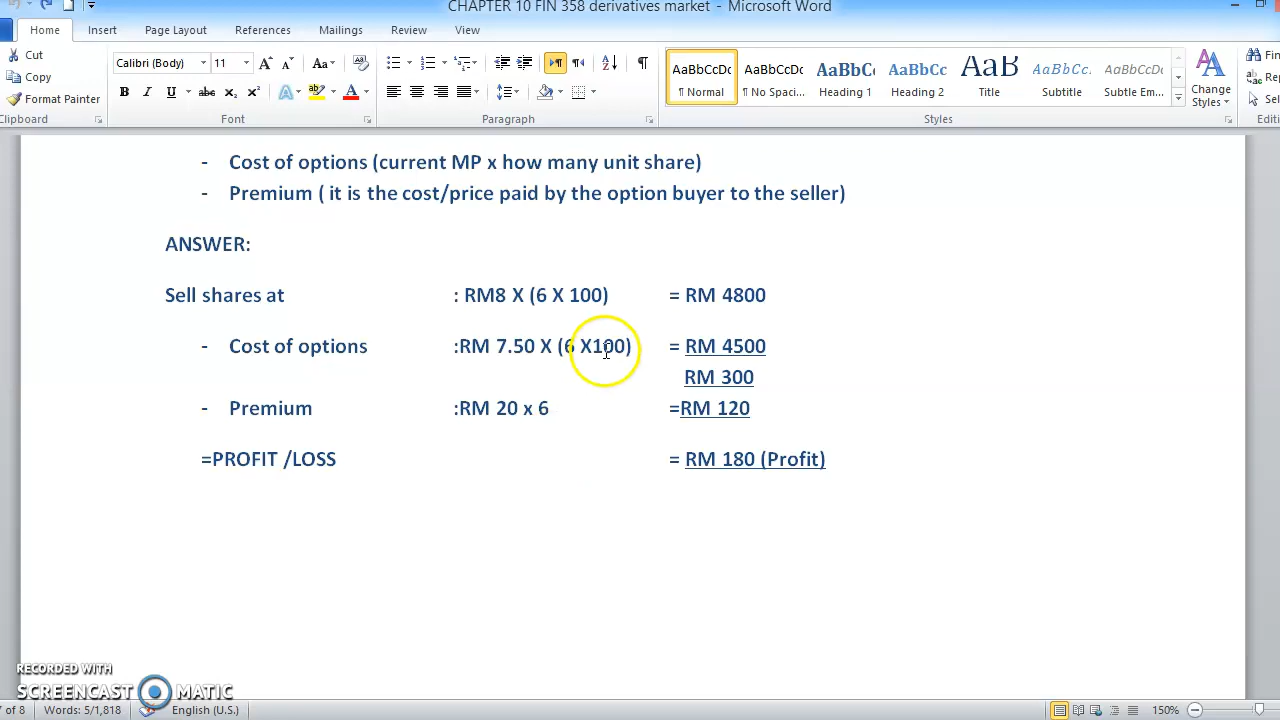 CHAPTER 10 FIN 358 derivatives market - Microsoft Word
Home Insert Page Layout References Mailings Review View
Cut
Copy
Format Painter
Calibri (Body) 11
AaBbCcDc AaBbCcDc AaBbC AaBbCc AaB AaBbCc. AaBbCcDc
¶ Normal ¶ No Spaci... Heading 1 Heading 2 Title Subtitle Subtle Em...
Change Styles
Clipboard Font Paragraph Styles
- Cost of options (current MP x how many unit share)
- Premium ( it is the cost/price paid by the option buyer to the seller)
ANSWER:
Sell shares at : RM8 X (6 X 100) = RM 4800
- Cost of options :RM 7.50 X (6 X100) = RM 4500
RM 300
- Premium :RM 20 x 6 =RM 120
=PROFIT /LOSS = RM 180 (Profit)
RECORDED WITH
SCREENCAST MATIC
of 8 Words: 5/1,818 English (U.S.) 150%